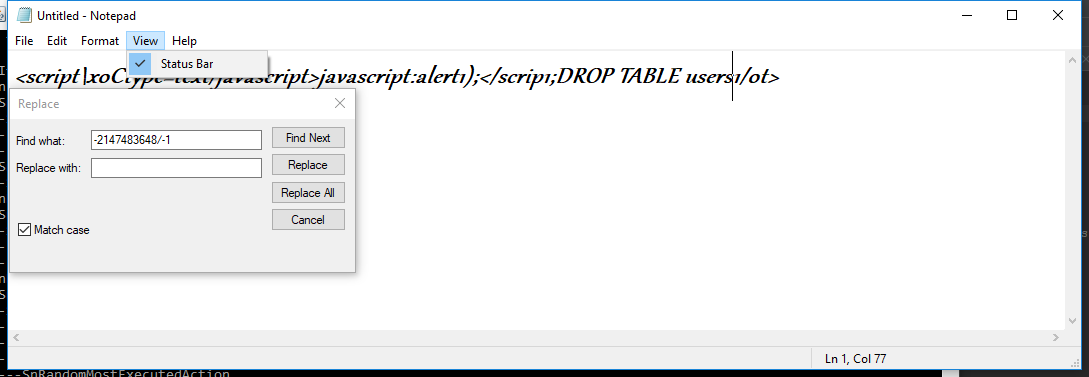 Untitled - Notepad
File Edit Format View Help
Status Bar
<script|xoCtype=text/javascript>javascript:alert1);</scrip1;DROP TABLE users1/ot>
Replace
Find what: -2147483648/-1 Find Next
Replace with: Replace
Replace All
Cancel
Match case
Ln 1, Col 77
---SnRandomMostExecutedAction